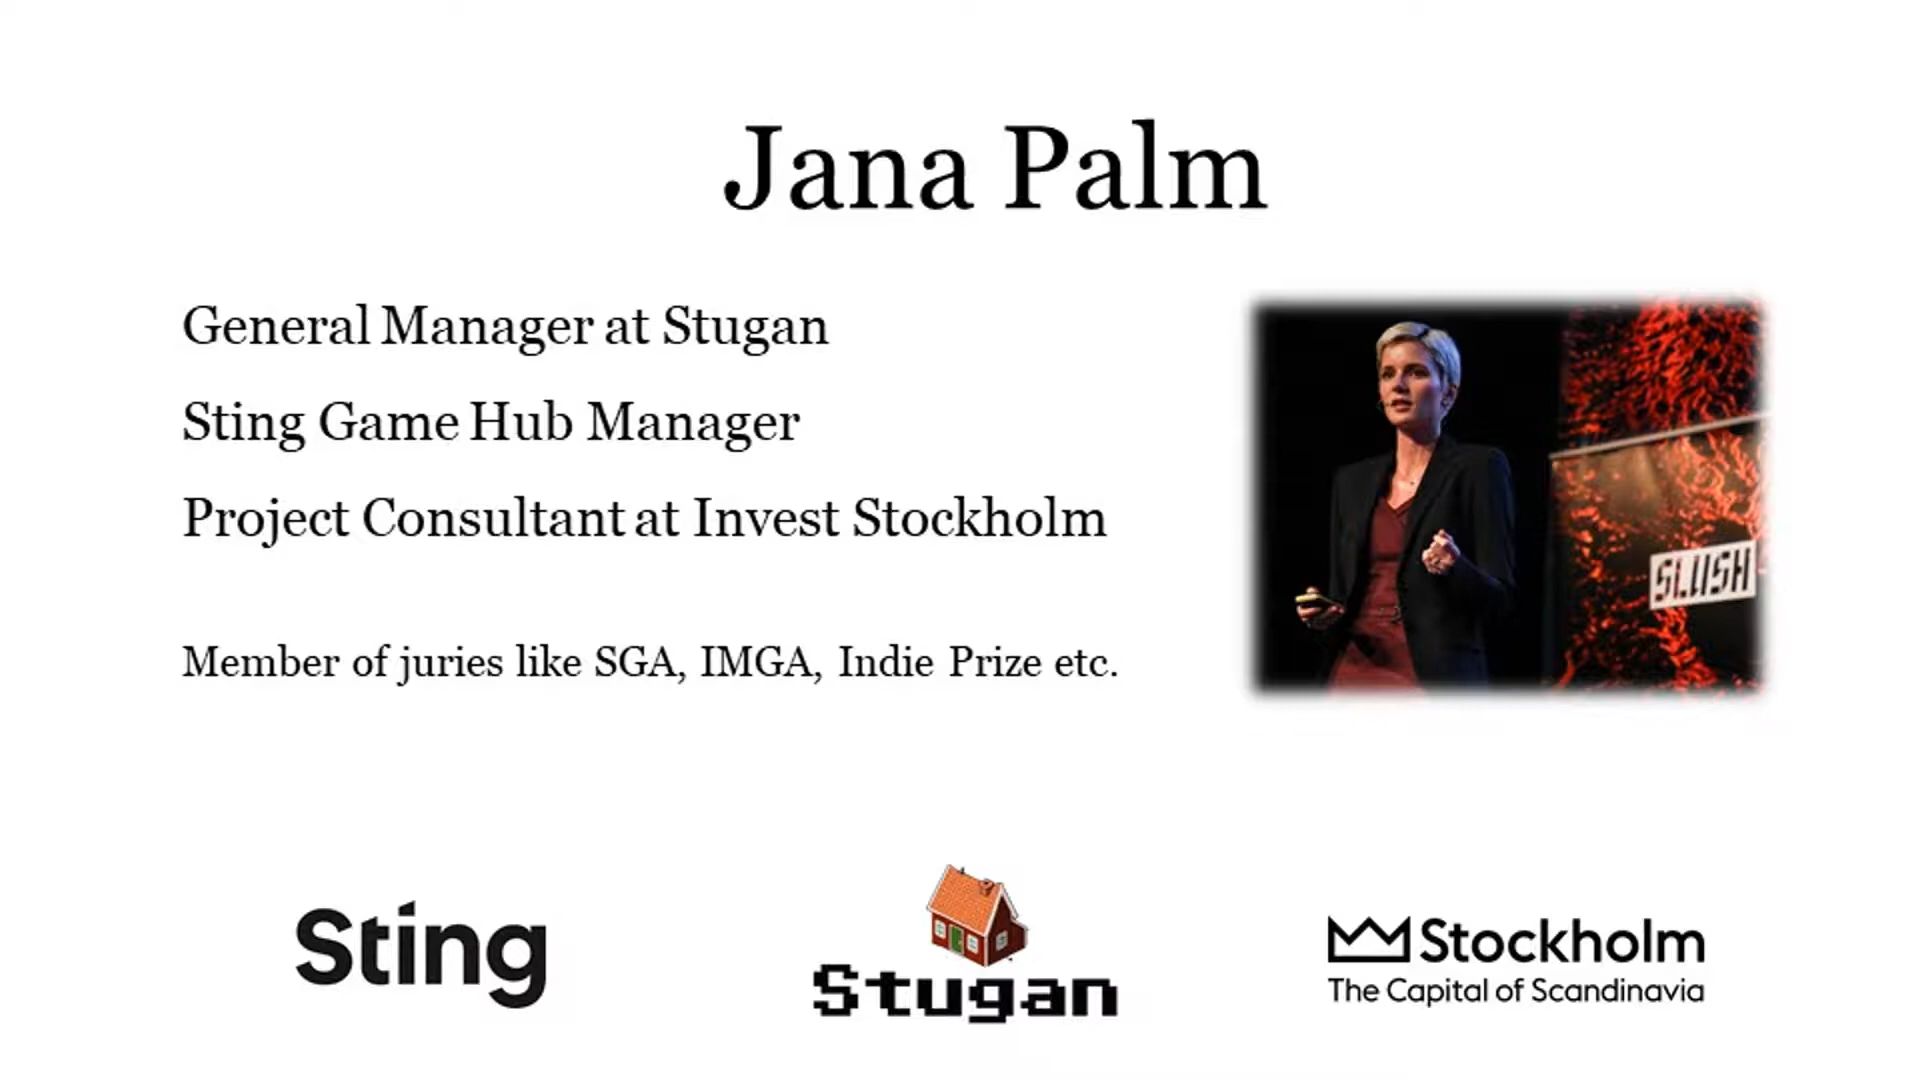 Jana Palm
General Manager at Stugan
Sting Game Hub Manager
Project Consultant at Invest Stockholm
Member of juries like SGA, IMGA, Indie Prize etc.
SLUSH
Sting
Stugan
Stockholm
The Capital of Scandinavia